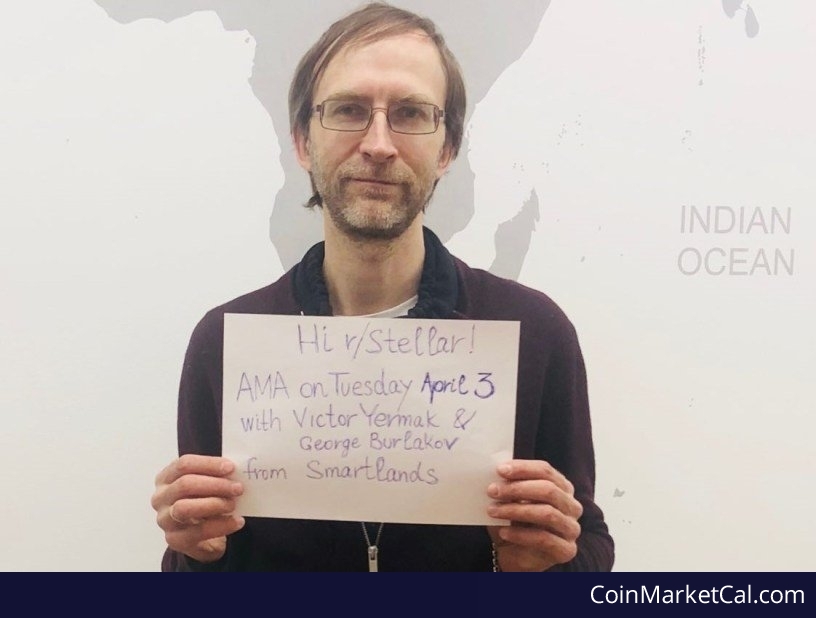 INDIAN
OCEAN
Hi r/Stellar!
AMA on Tuesday April 3
with Victor Yermak &
George Burlakov
from Smartlands
CoinMarketCal.com